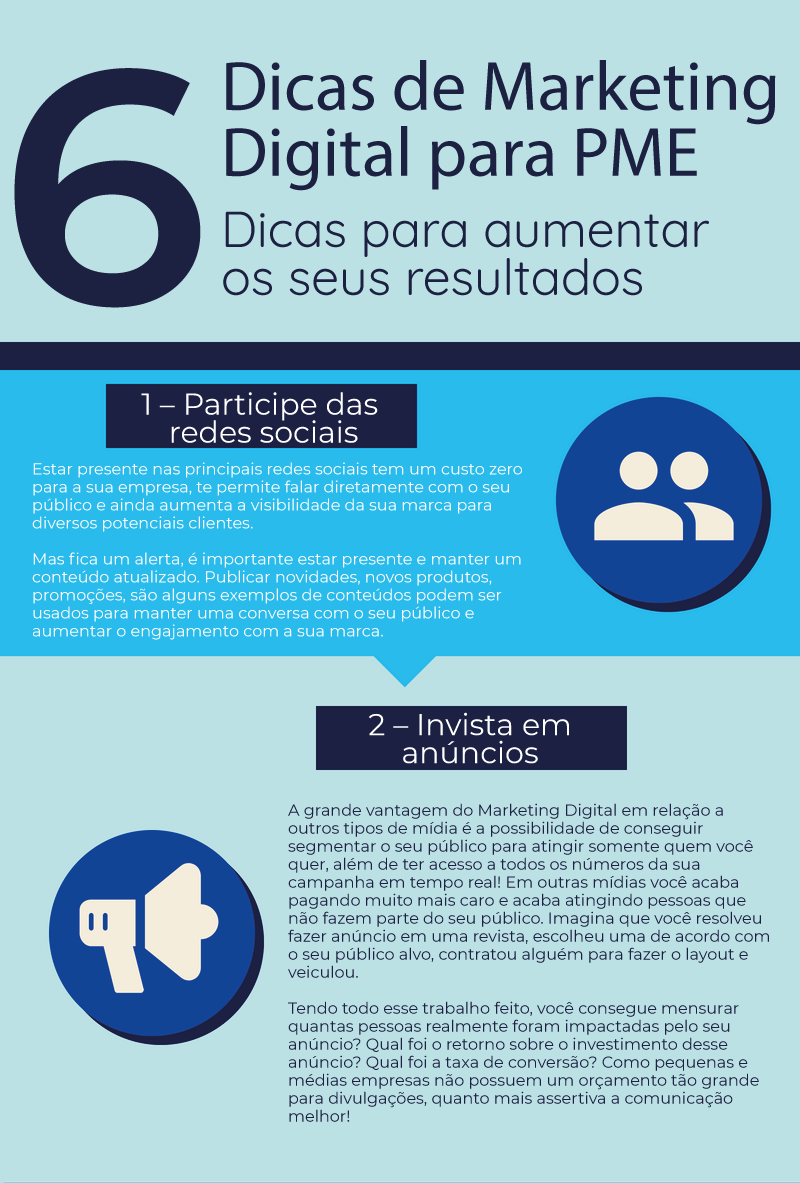 6
Dicas de Marketing
Digital para PME
Dicas para aumentar
os seus resultados
1 – Participe das
redes sociais
Estar presente nas principais redes sociais tem um custo zero
para a sua empresa, te permite falar diretamente com o seu
público e ainda aumenta a visibilidade da sua marca para
diversos potenciais clientes.
Mas fica um alerta, é importante estar presente e manter um
conteúdo atualizado. Publicar novidades, novos produtos,
promoções, são alguns exemplos de conteúdos podem ser
usados para manter uma conversa com o seu público e
aumentar o engajamento com a sua marca.
2 – Invista em
anúncios
A grande vantagem do Marketing Digital em relação a
outros tipos de mídia é a possibilidade de conseguir
segmentar o seu público para atingir somente quem você
quer, além de ter acesso a todos os números da sua
campanha em tempo real! Em outras mídias você acaba
pagando muito mais caro e acaba atingindo pessoas que
não fazem parte do seu público. Imagina que você resolveu
fazer anúncio em uma revista, escolheu uma de acordo com
o seu público alvo, contratou alguém para fazer o layout e
veiculou.
Tendo todo esse trabalho feito, você consegue mensurar
quantas pessoas realmente foram impactadas pelo seu
anúncio? Qual foi o retorno sobre o investimento desse
anúncio? Qual foi a taxa de conversão? Como pequenas e
médias empresas não possuem um orçamento tão grande
para divulgações, quanto mais assertiva a comunicação
melhor!